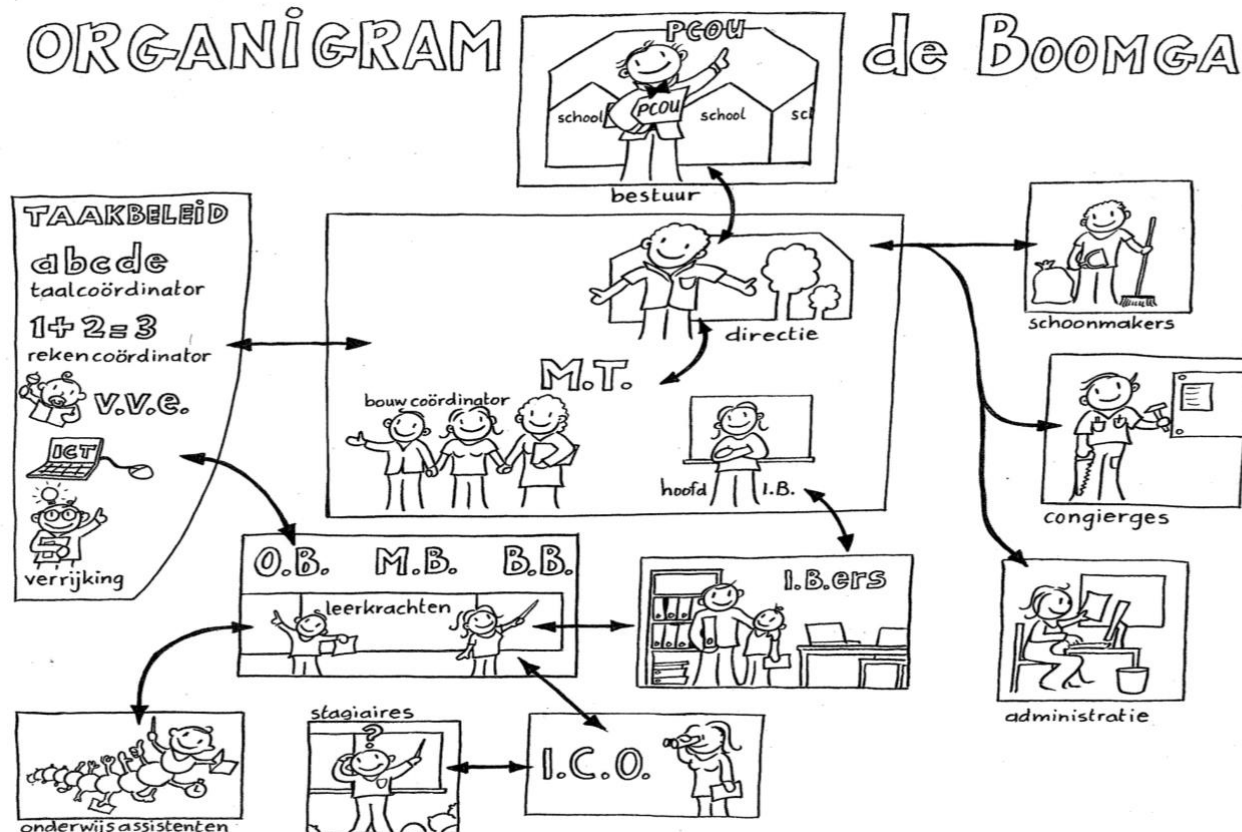 ORGANIGRAM de BOOMGA
PCOU
school PCOU school scl
bestuur
TAAKBELEID
abcde
taalcoördinator
1+2=3
rekencoördinator
v.v.e.
ICT
verrijking
directie
M.T.
bouwcoördinator
hoofd I.B.
schoonmakers
congierges
administratie
O.B. M.B. B.B.
leerkrachten
I.B.ers
onderwijsassistenten
stagiaires
?
I.C.O.